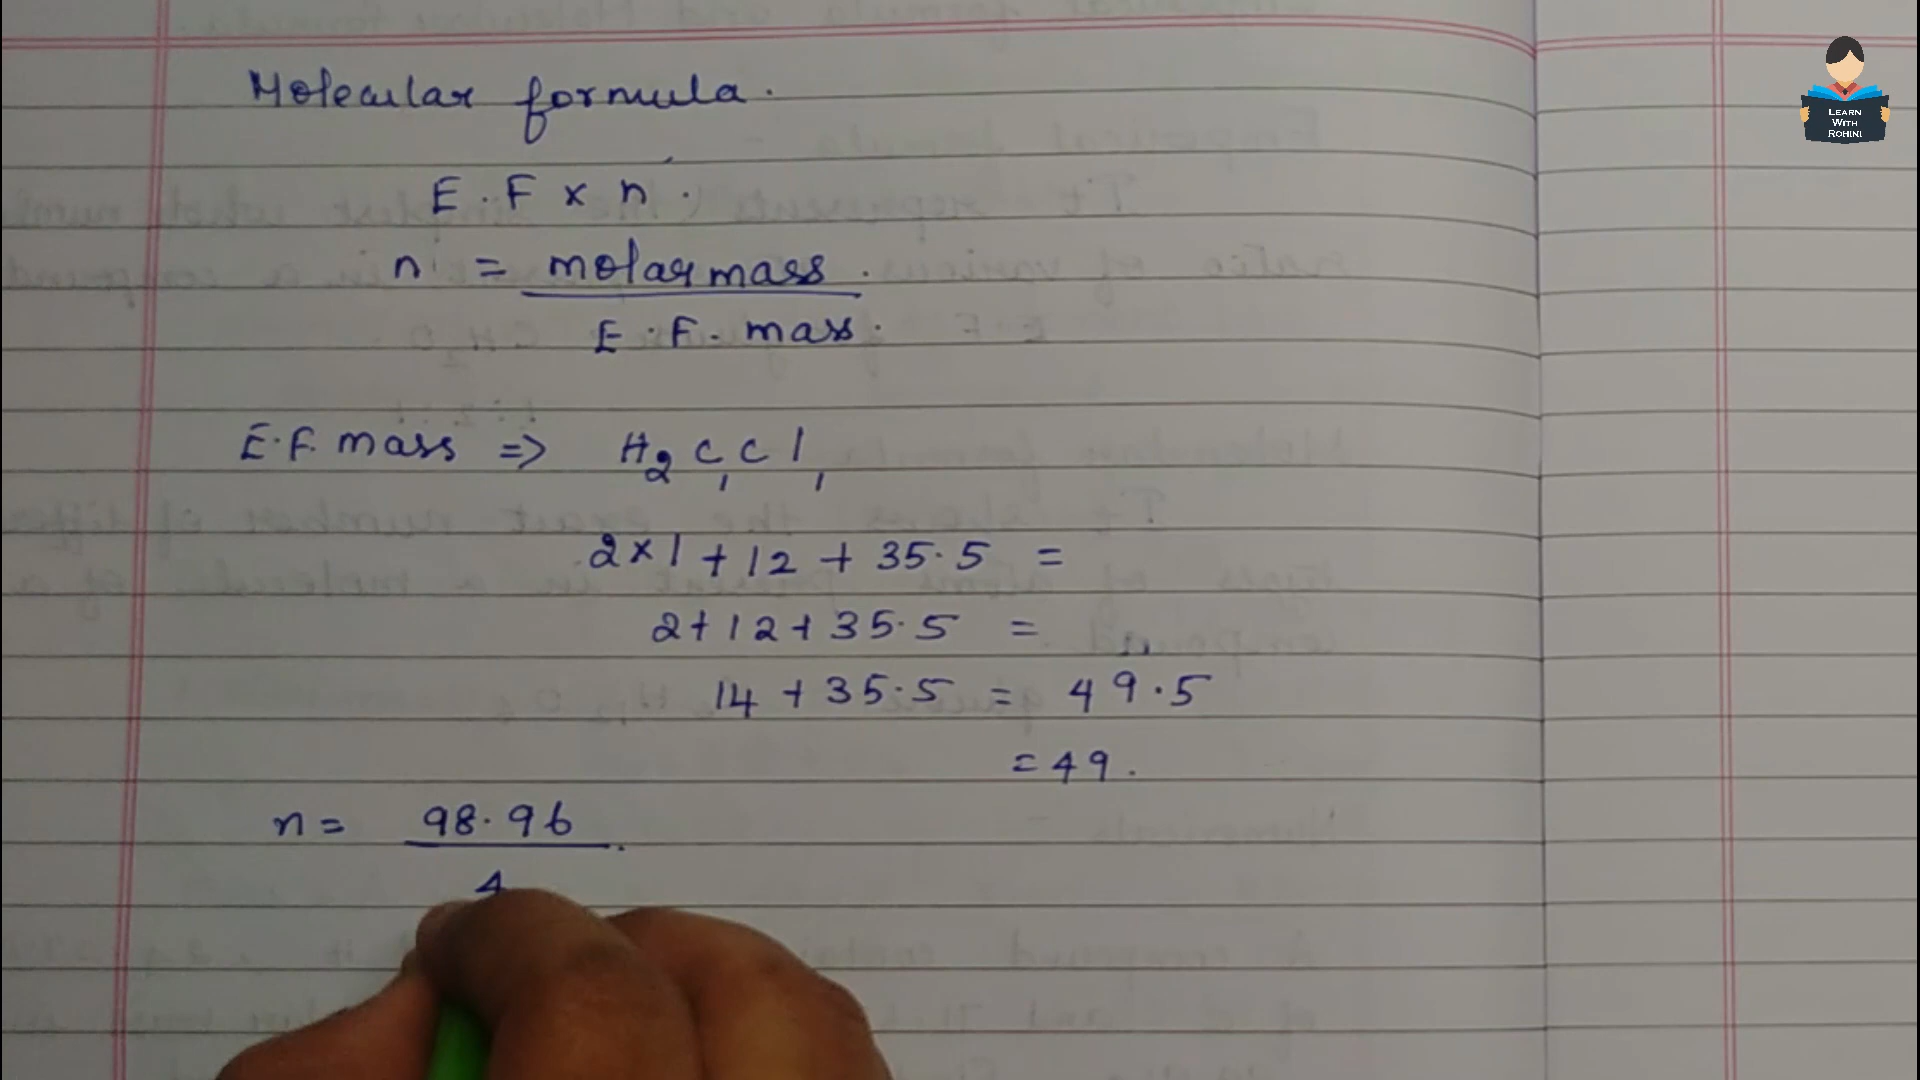 Molecular formula.
E.F x n.
n = molar mass.
E.F. mass.
E.F. mass => H2 C1 Cl1
2x1 + 12 + 35.5 =
2 + 12 + 35.5 =
14 + 35.5 = 49.5
= 49.
n = 98.96
4
LEARN
WITH
ROHINI